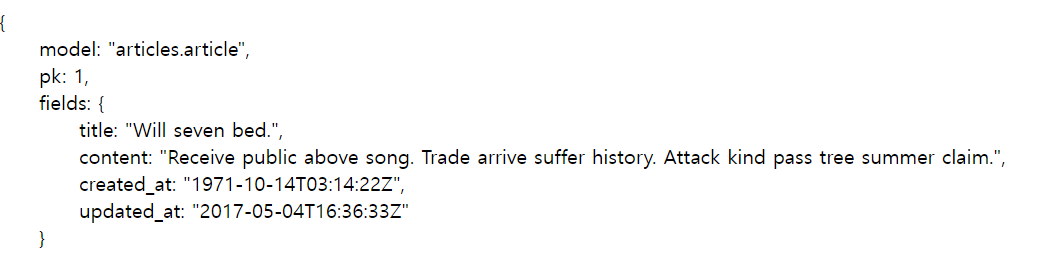 {
model: "articles.article",
pk: 1,
fields: {
title: "Will seven bed.",
content: "Receive public above song. Trade arrive suffer history. Attack kind pass tree summer claim.",
created_at: "1971-10-14T03:14:22Z",
updated_at: "2017-05-04T16:36:33Z"
}